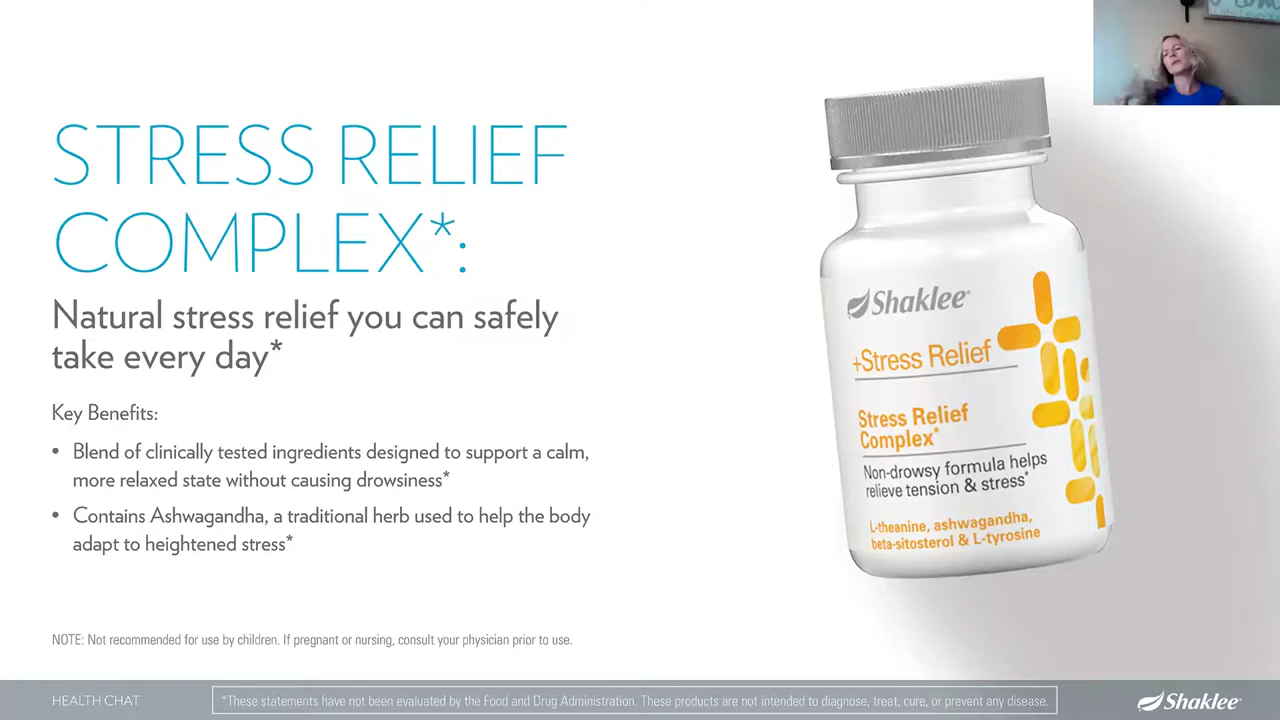 STRESS RELIEF
COMPLEX*:
Natural stress relief you can safely
take every day*
Key Benefits:
• Blend of clinically tested ingredients designed to support a calm,
more relaxed state without causing drowsiness*
• Contains Ashwagandha, a traditional herb used to help the body
adapt to heightened stress*
NOTE: Not recommended for use by children. If pregnant or nursing, consult your physician prior to use.
Shaklee®
+Stress Relief
Stress Relief
Complex*
Non-drowsy formula helps
relieve tension & stress*
L-theanine, ashwagandha,
beta-sitosterol & L-tyrosine
HEALTH CHAT
*These statements have not been evaluated by the Food and Drug Administration. These products are not intended to diagnose, treat, cure, or prevent any disease.
Shaklee®